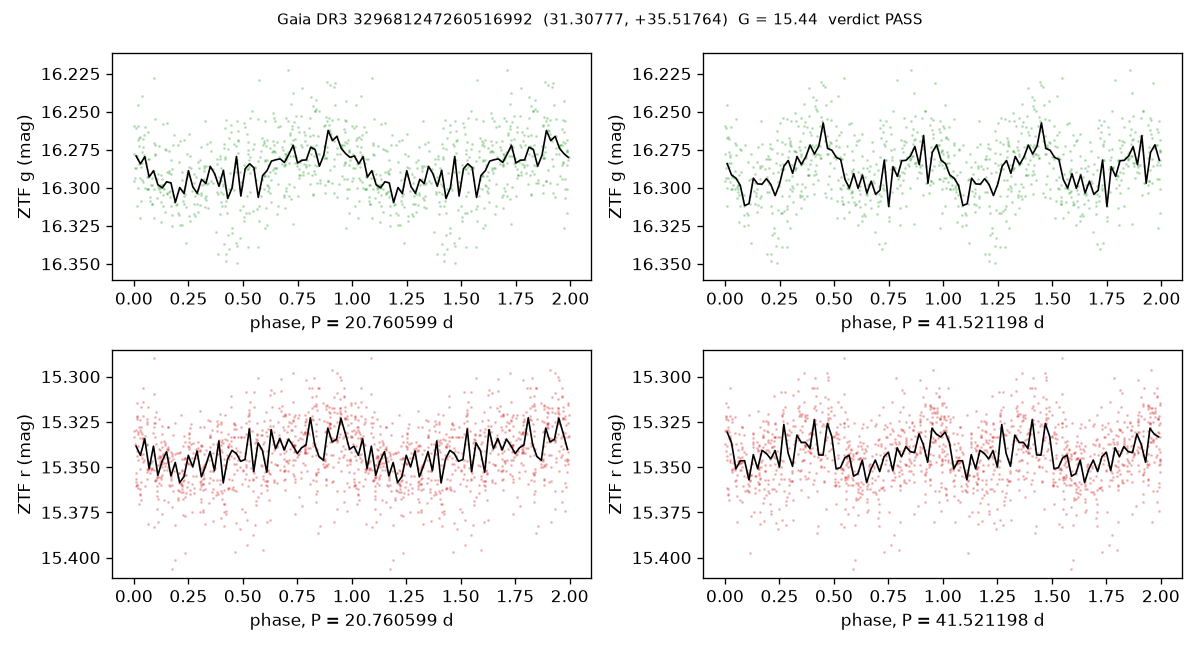 Gaia DR3 329681247260516992  (31.30777, +35.51764)  G = 15.44  verdict PASS
ZTF g (mag)
16.225
16.250
16.275
16.300
16.325
16.350
0.00 0.25 0.50 0.75 1.00 1.25 1.50 1.75 2.00
phase, P = 20.760599 d
ZTF g (mag)
16.225
16.250
16.275
16.300
16.325
16.350
0.00 0.25 0.50 0.75 1.00 1.25 1.50 1.75 2.00
phase, P = 41.521198 d
ZTF r (mag)
15.300
15.325
15.350
15.375
15.400
0.00 0.25 0.50 0.75 1.00 1.25 1.50 1.75 2.00
phase, P = 20.760599 d
ZTF r (mag)
15.300
15.325
15.350
15.375
15.400
0.00 0.25 0.50 0.75 1.00 1.25 1.50 1.75 2.00
phase, P = 41.521198 d